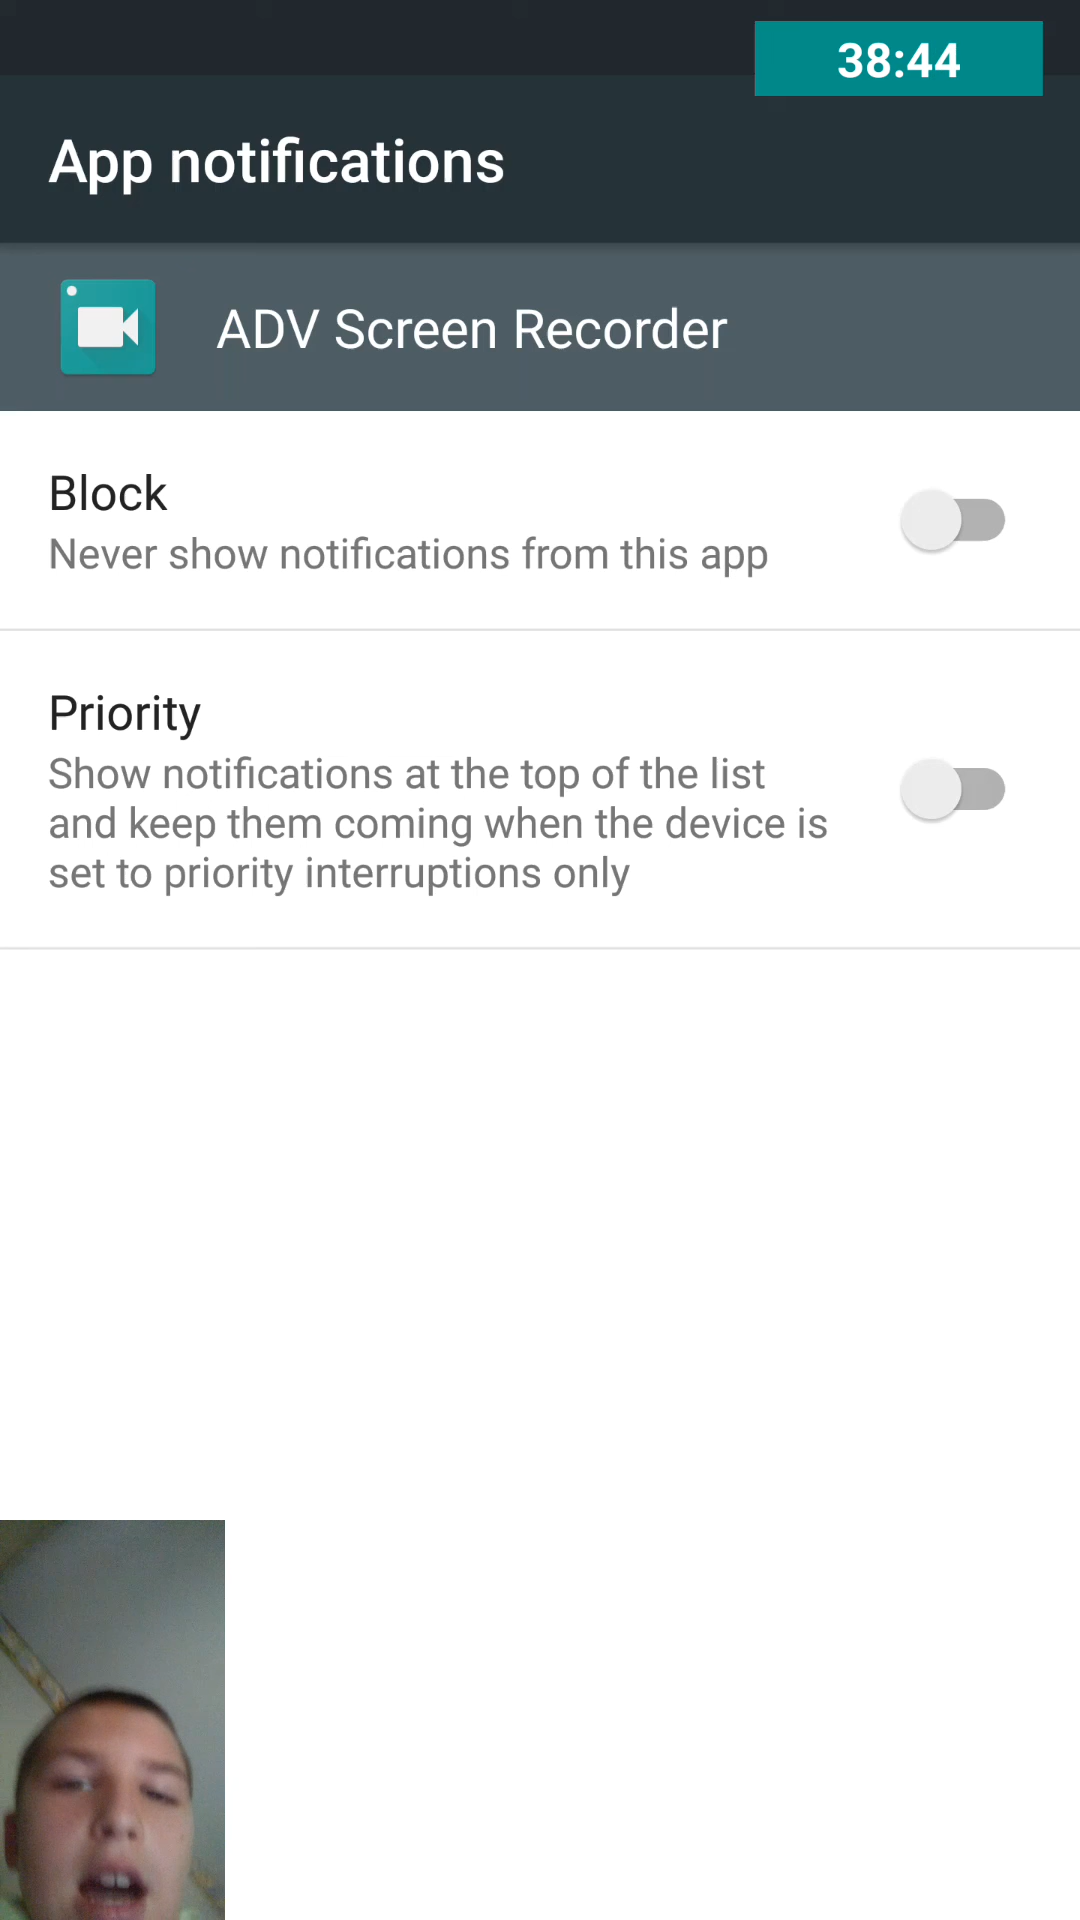 38:44
App notifications
ADV Screen Recorder
Block
Never show notifications from this app
Priority
Show notifications at the top of the list
and keep them coming when the device is
set to priority interruptions only